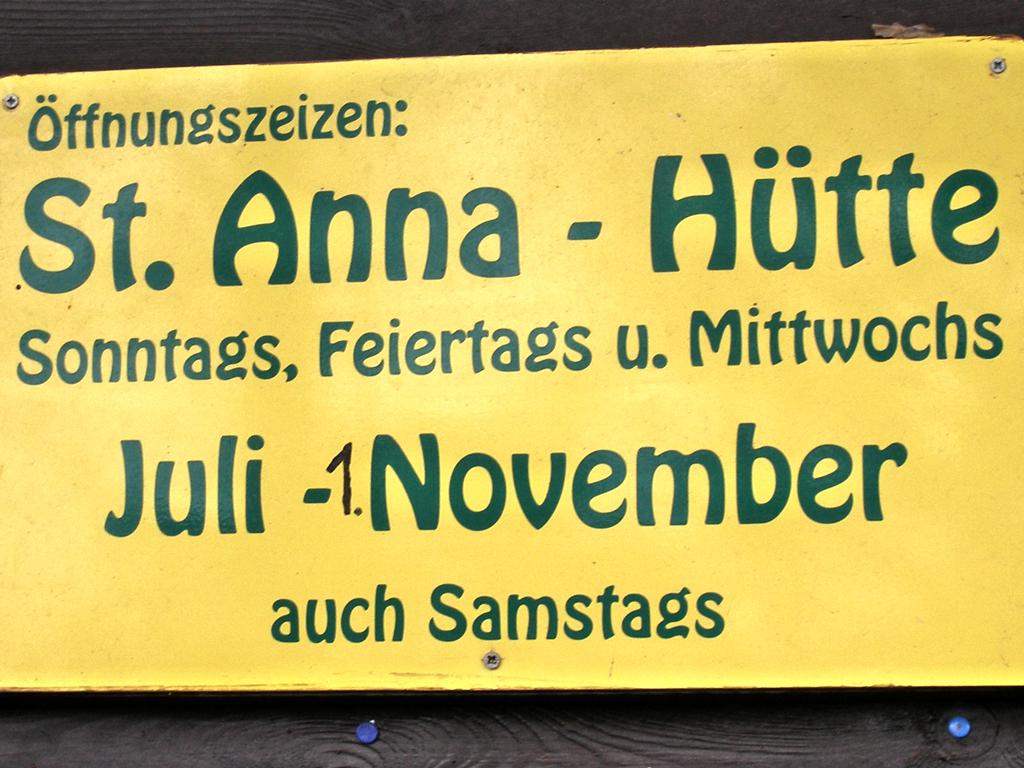 Öffnungszeizen:
St. Anna - Hütte
Sonntags, Feiertags u. Mittwochs
Juli - 1. November
auch Samstags